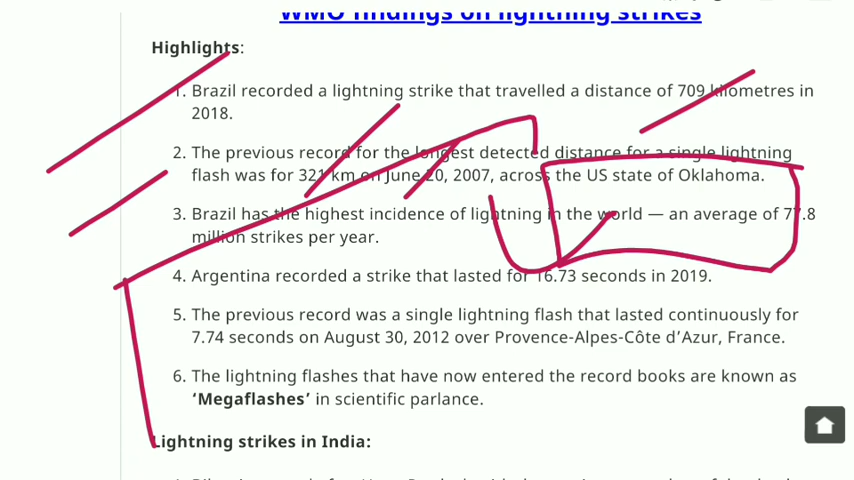 WMO findings on lightning strikes
Highlights:
1. Brazil recorded a lightning strike that travelled a distance of 709 kilometres in
2018.
2. The previous record for the longest detected distance for a single lightning
flash was for 321 km on June 20, 2007, across the US state of Oklahoma.
3. Brazil has the highest incidence of lightning in the world — an average of 77.8
million strikes per year.
4. Argentina recorded a strike that lasted for 16.73 seconds in 2019.
5. The previous record was a single lightning flash that lasted continuously for
7.74 seconds on August 30, 2012 over Provence-Alpes-Côte d’Azur, France.
6. The lightning flashes that have now entered the record books are known as
‘Megaflashes’ in scientific parlance.
Lightning strikes in India: